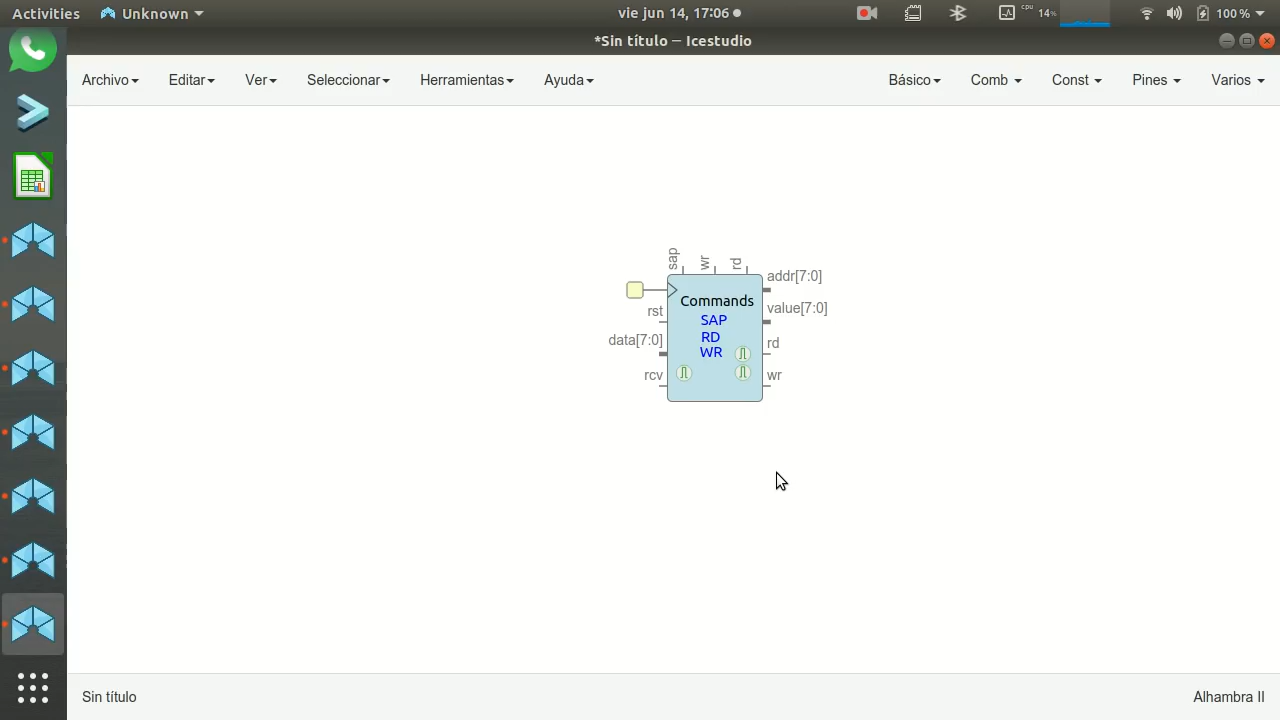 Activities Unknown vie jun 14, 17:06 cpu 14% 100 %
*Sin título — Icestudio
Archivo Editar Ver Seleccionar Herramientas Ayuda Básico Comb Const Pines Varios
sap wr rd
addr[7:0]
Commands
rst
value[7:0]
SAP
RD
data[7:0]
rd
WR
rcv
wr
Sin título Alhambra II